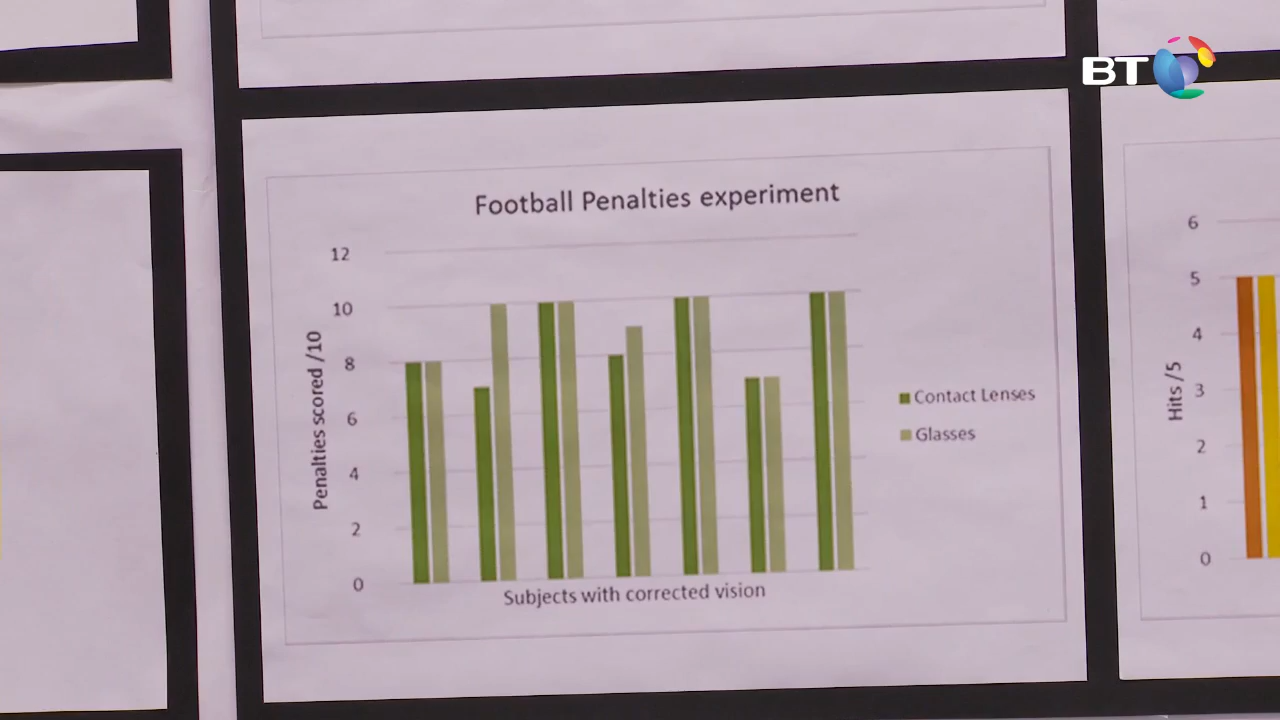 BT
Football Penalties experiment
12
10
8
6
4
2
0
Penalties scored /10
Subjects with corrected vision
Contact Lenses
Glasses
6
5
4
3
2
1
0
Hits /5